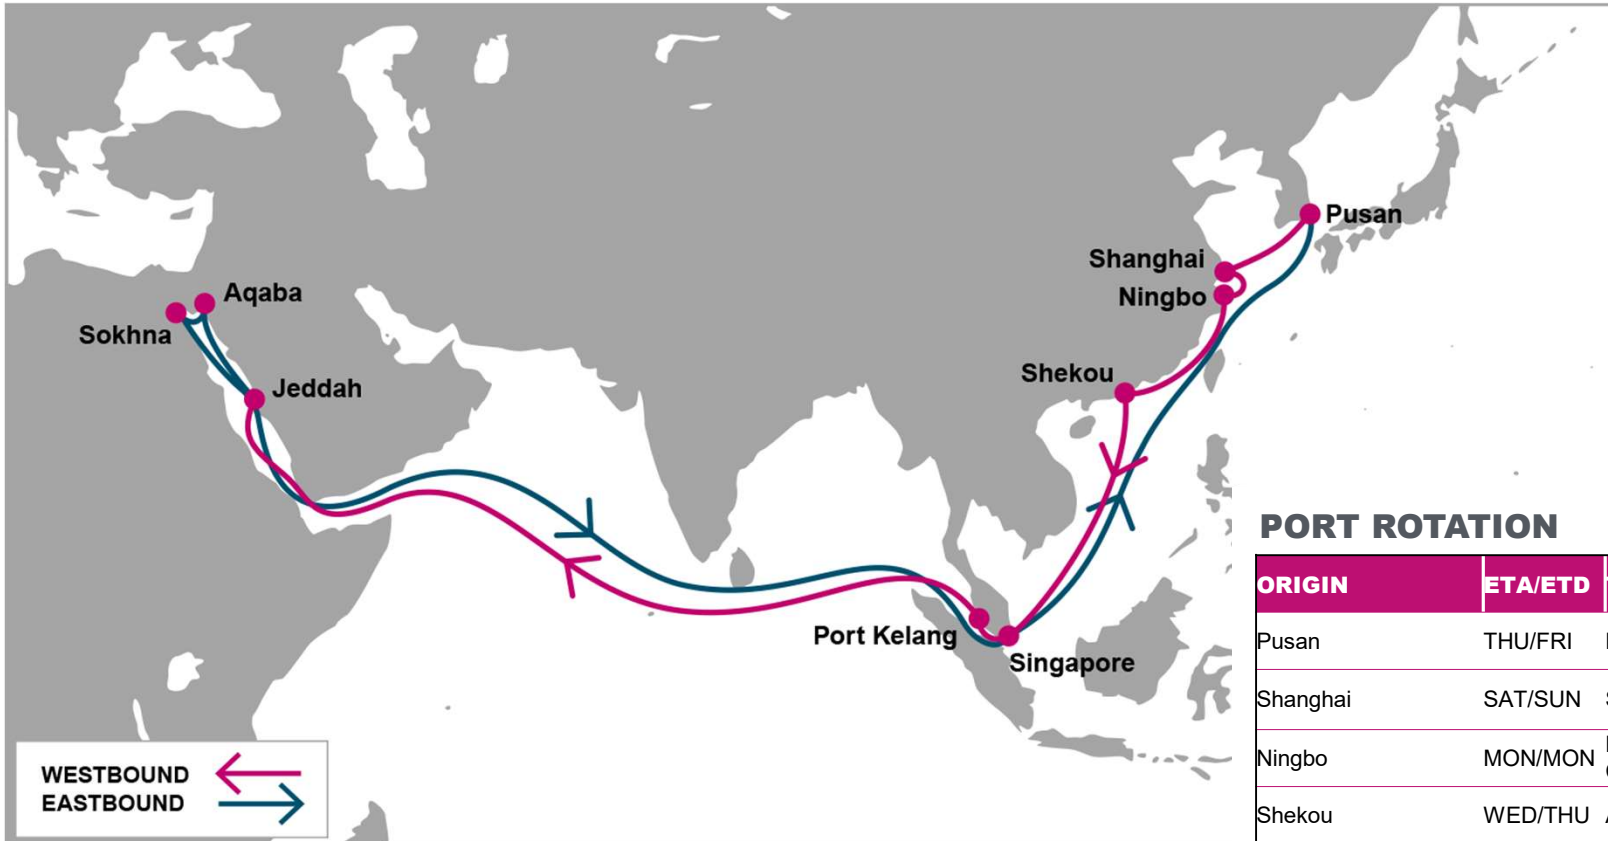 Pusan
Shanghai
Ningbo
Aqaba
Sokhna
Shekou
Jeddah
Port Kelang
Singapore
WESTBOUND
EASTBOUND
PORT ROTATION
ORIGIN ETA/ETD
Pusan THU/FRI
Shanghai SAT/SUN
Ningbo MON/MON
Shekou WED/THU